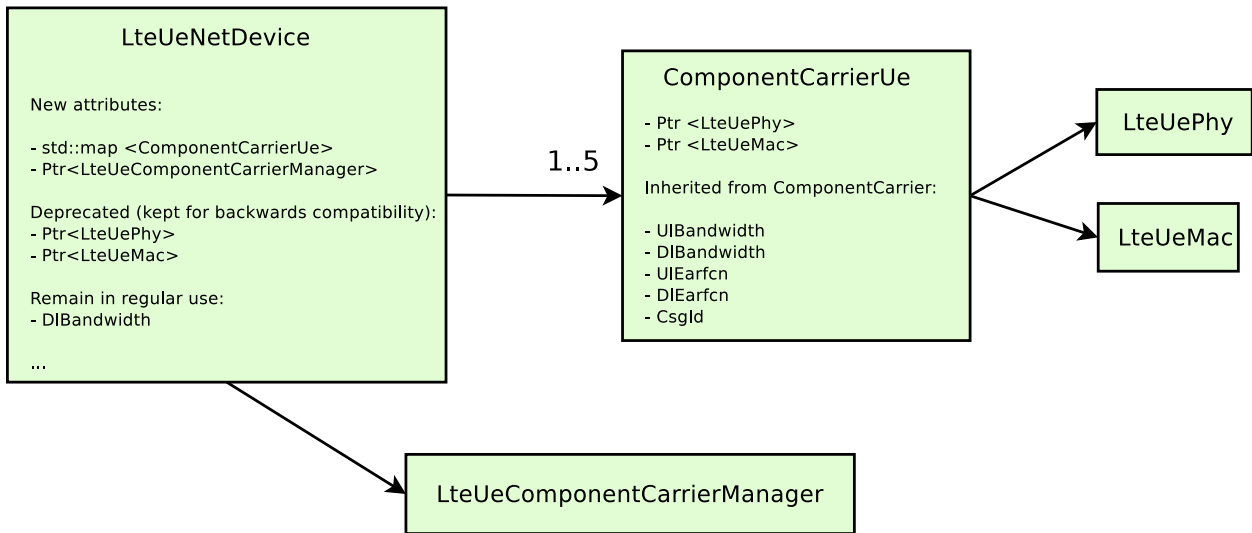 LteUeNetDevice
New attributes:
- std::map <ComponentCarrierUe>
- Ptr<LteUeComponentCarrierManager>
Deprecated (kept for backwards compatibility):
- Ptr<LteUePhy>
- Ptr<LteUeMac>
Remain in regular use:
- DlBandwidth
...
1..5
ComponentCarrierUe
- Ptr <LteUePhy>
- Ptr <LteUeMac>
Inherited from ComponentCarrier:
- UlBandwidth
- DlBandwidth
- UlEarfcn
- DlEarfcn
- CsgId
LteUePhy
LteUeMac
LteUeComponentCarrierManager